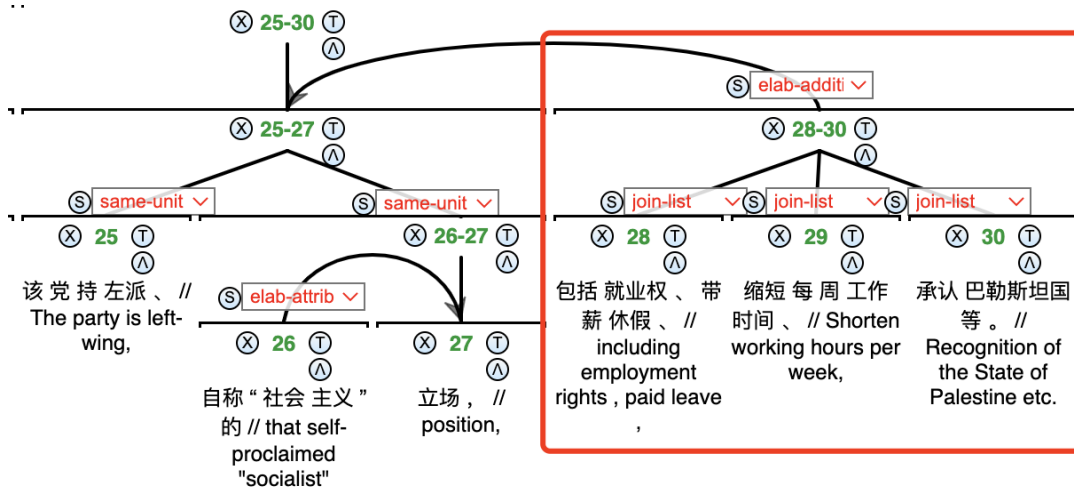 X 25-30 T
Λ
S elab-additi
X 25-27 T
Λ
X 28-30 T
Λ
S same-unit
S same-unit
S join-list
S join-list
S join-list
X 25 T
Λ
X 26-27 T
Λ
X 28 T
Λ
X 29 T
Λ
X 30 T
Λ
该 党 持 左派 、 //
The party is left-
wing,
S elab-attrib
X 26 T
Λ
X 27 T
Λ
自称 “ 社会 主义 ”
的 // that self-
proclaimed
"socialist"
立场 ， //
position,
包括 就业权 、 带
薪 休假 、 //
including
employment
rights , paid leave
,
缩短 每 周 工作
时间 、 // Shorten
working hours per
week,
承认 巴勒斯坦国
等 。 //
Recognition of
the State of
Palestine etc.